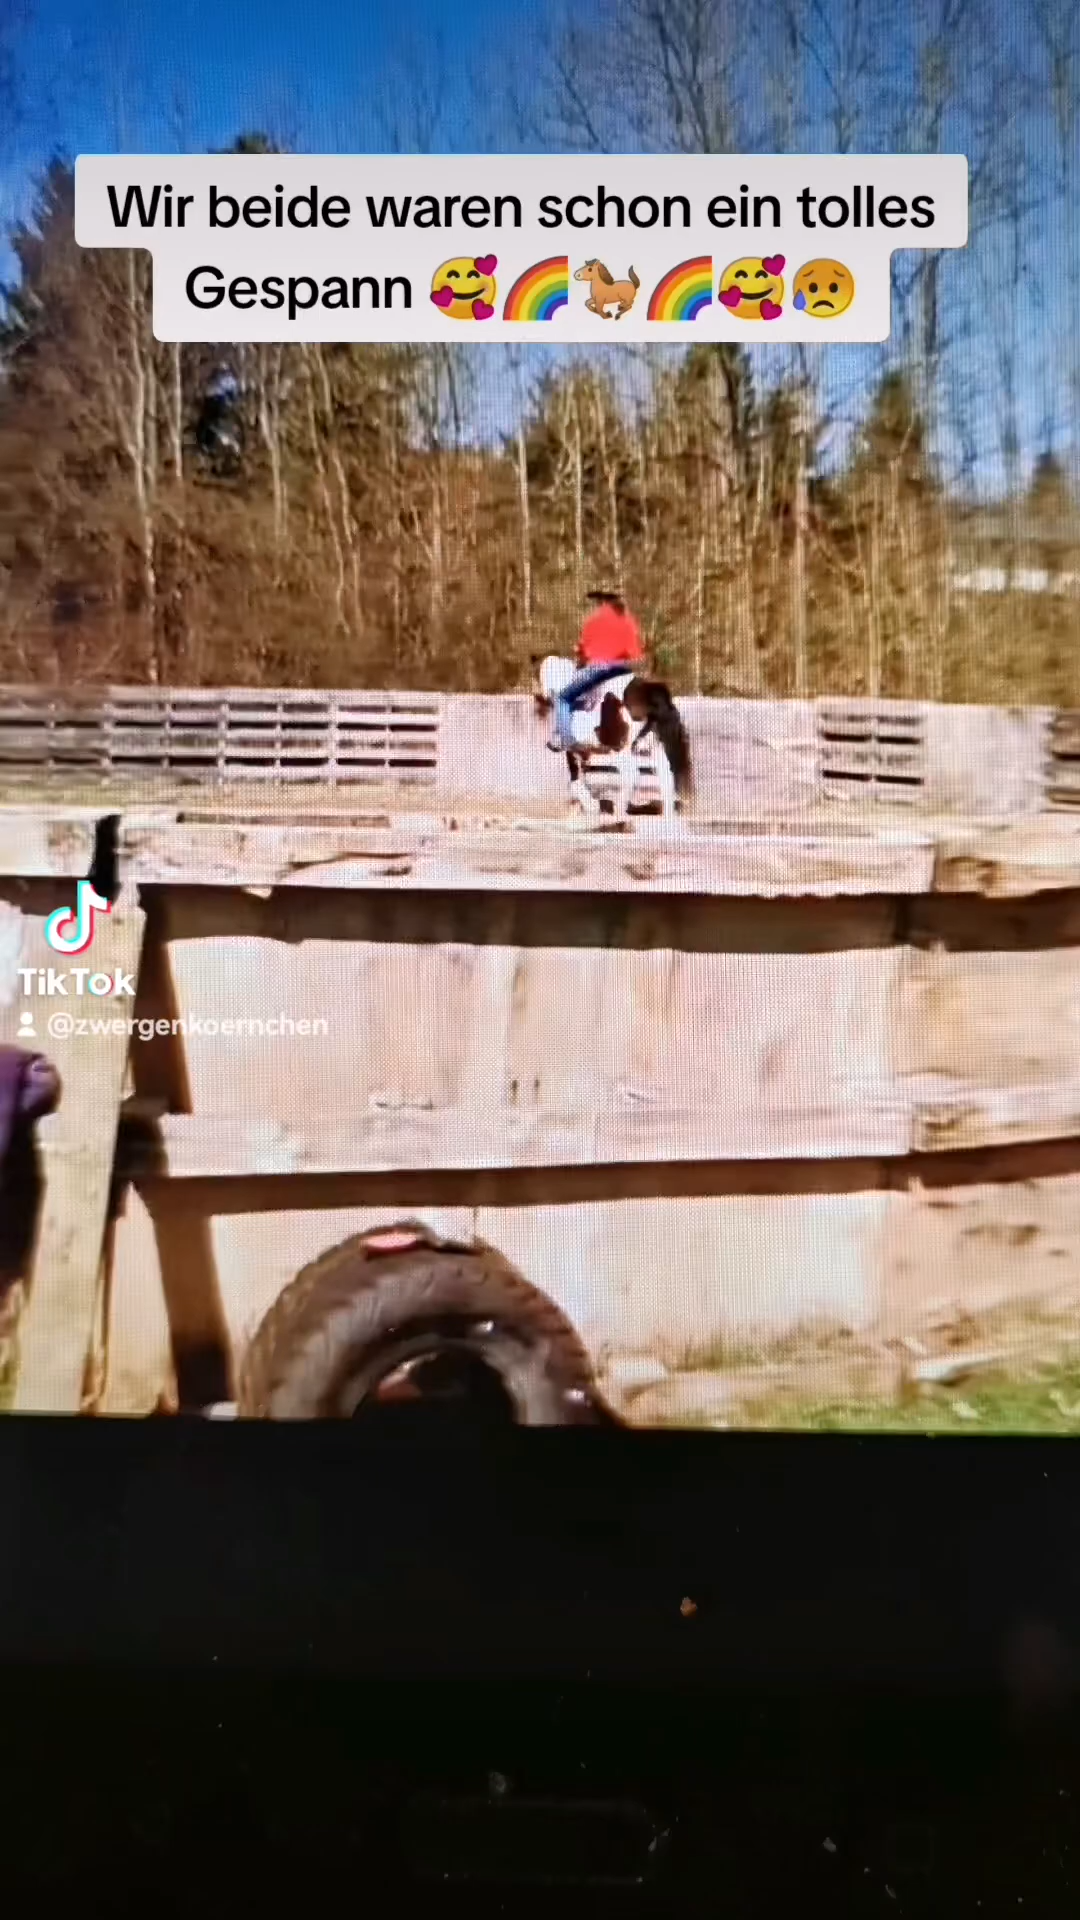 Wir beide waren schon ein tolles
Gespann 🥰🌈🐎🌈🥰😥
TikTok
@zwergenkoernchen